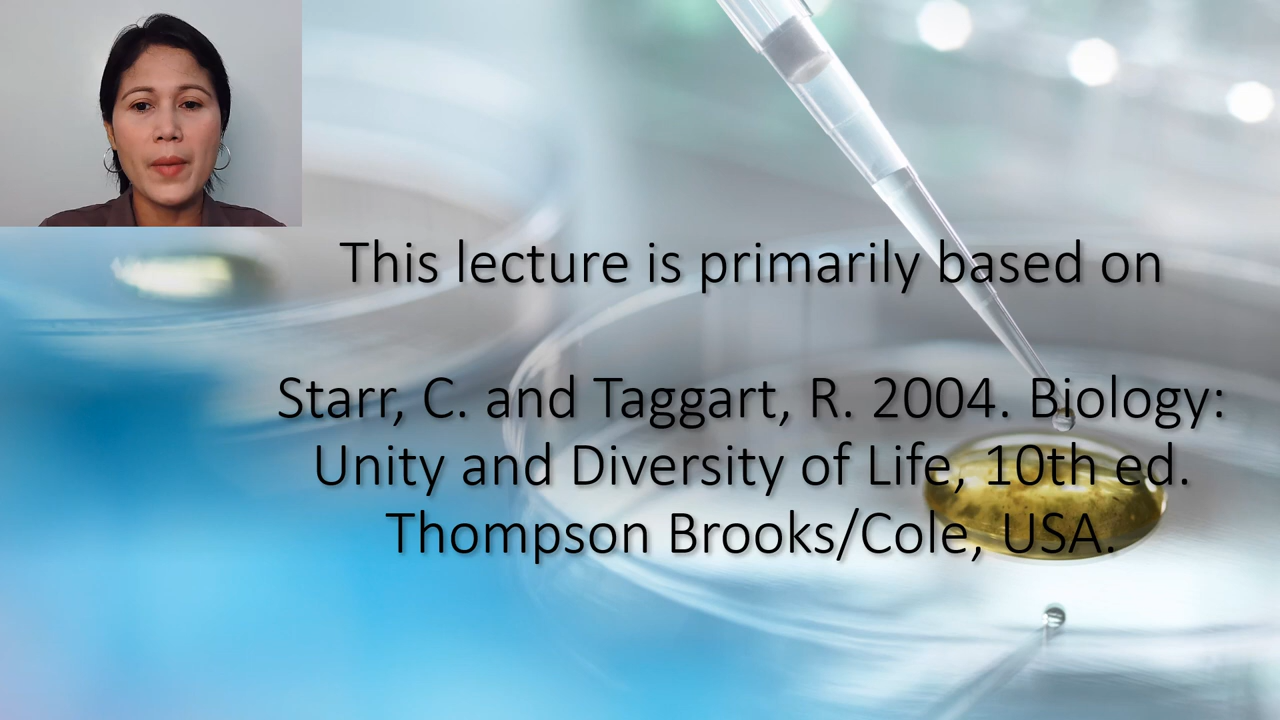 This lecture is primarily based on
Starr, C. and Taggart, R. 2004. Biology:
Unity and Diversity of Life, 10th ed.
Thompson Brooks/Cole, USA.